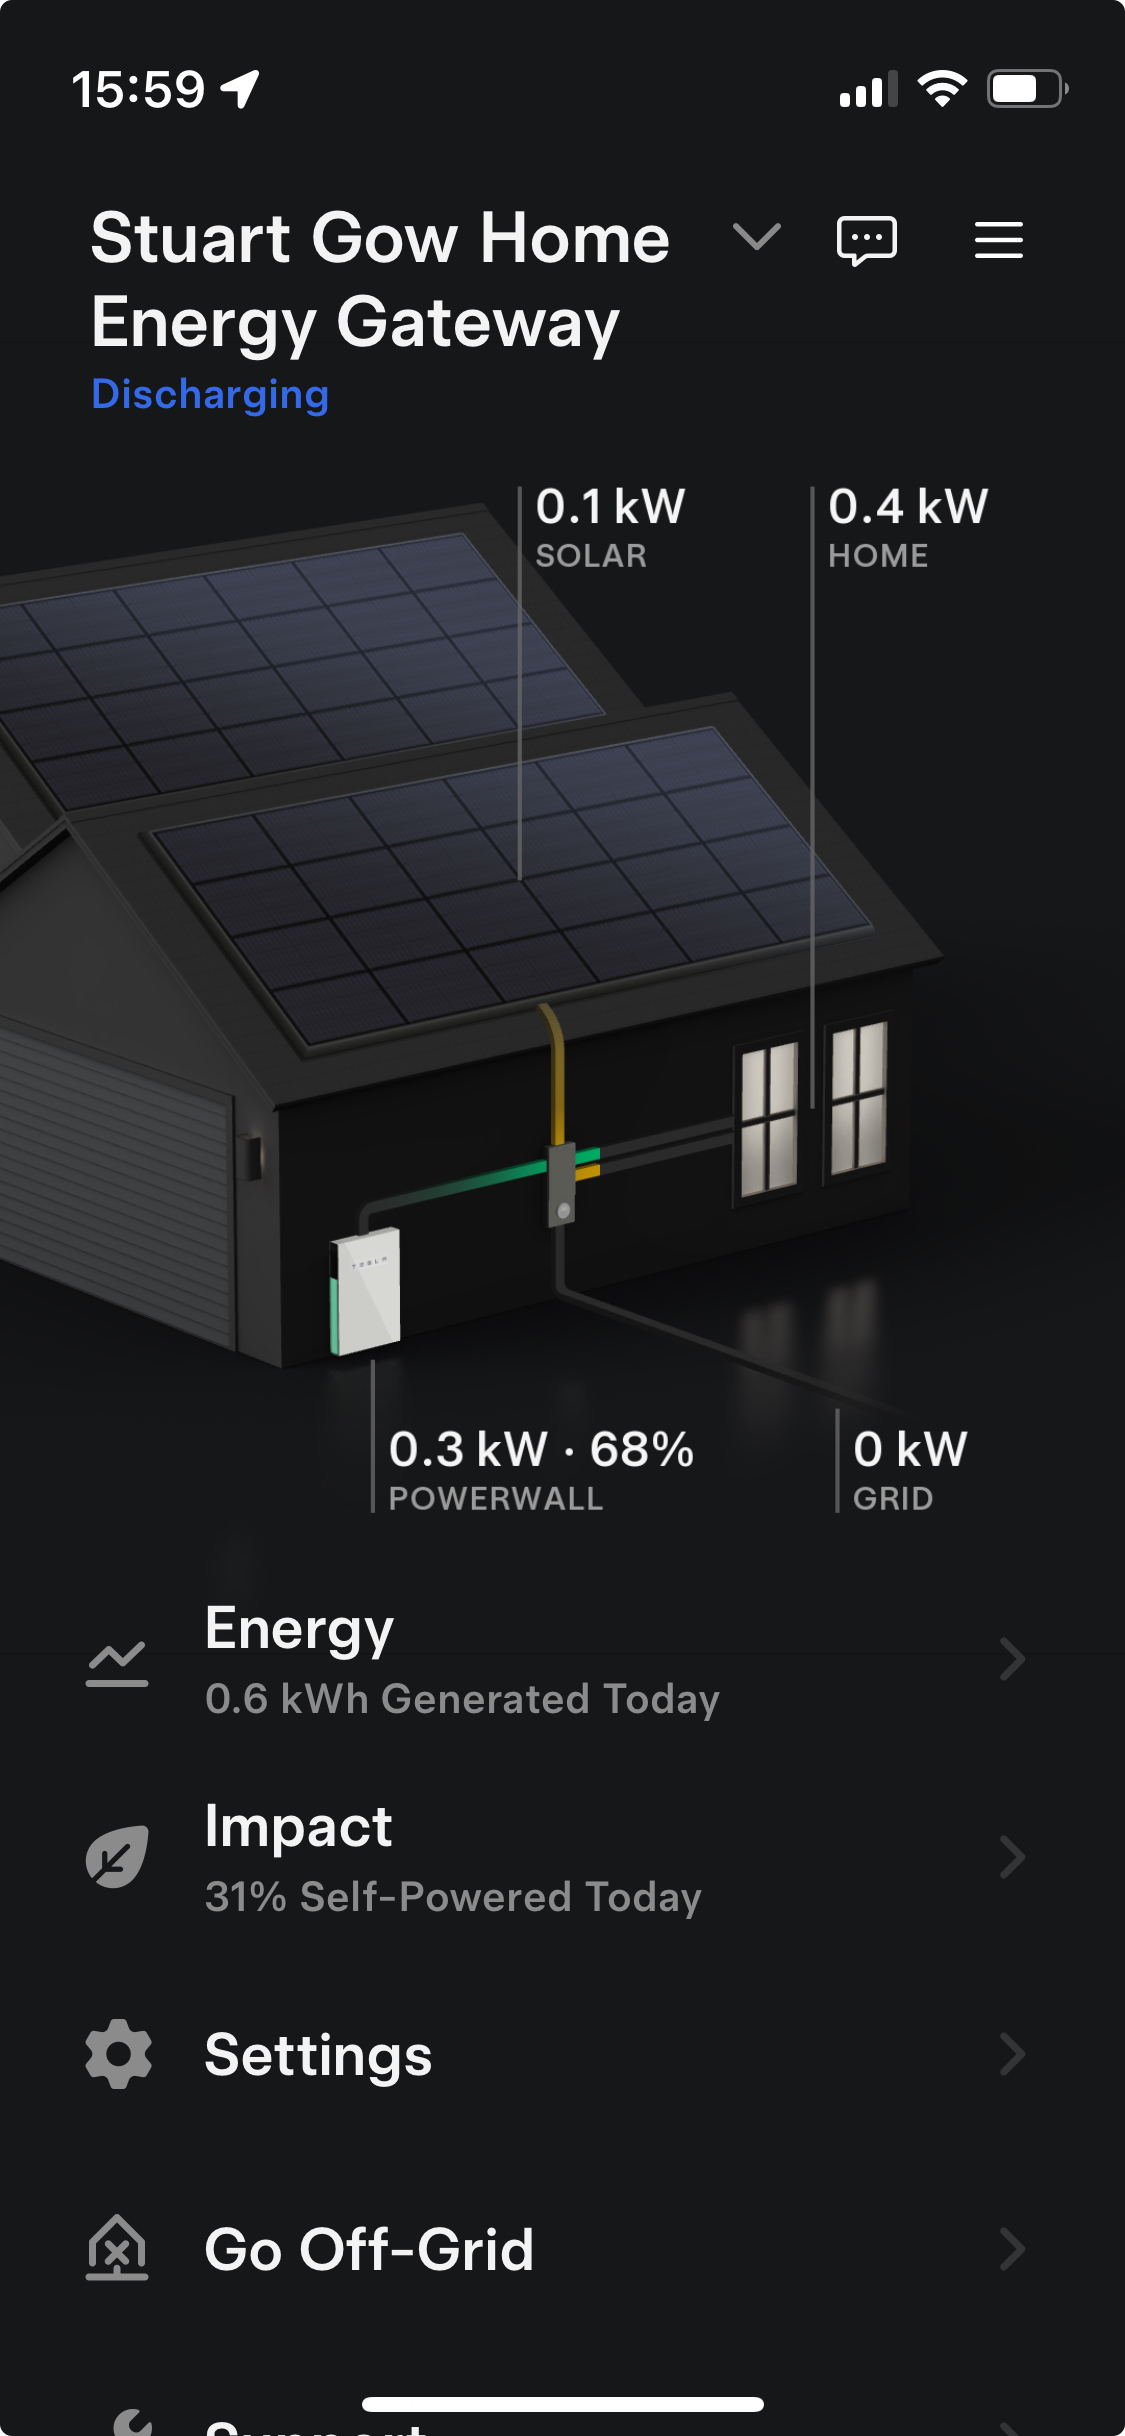 15:59
Stuart Gow Home
Energy Gateway
Discharging
0.1 kW
SOLAR
0.4 kW
HOME
TESLA
0.3 kW · 68%
POWERWALL
0 kW
GRID
Energy
0.6 kWh Generated Today
Impact
31% Self-Powered Today
Settings
Go Off-Grid
Support